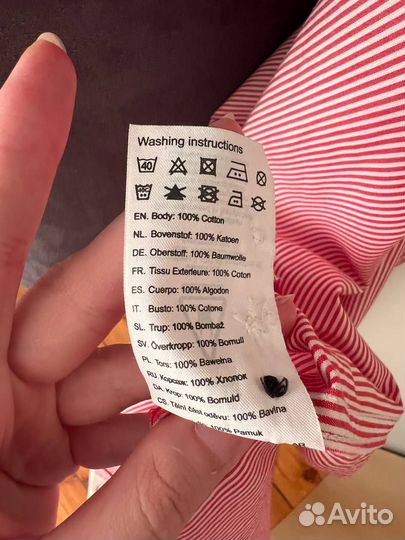 Washing instructions
40
EN. Body: 100% Cotton
NL. Bovenstof: 100% Katoen
DE. Oberstoff: 100% Baumwolle
FR. Tissu Exterieure: 100% Coton
ES. Cuerpo: 100% Algodon
IT. Busto: 100% Cotone
SL. Trup: 100% Bombaž
SV. Överkropp: 100% Bomull
PL. Tors: 100% Bawełna
RU. Корсаж: 100% Хлопок
DA. Krop: 100% Bomuld
CS. Tělní část oděvu: 100% Bavlna
100% Pamuk
Avito